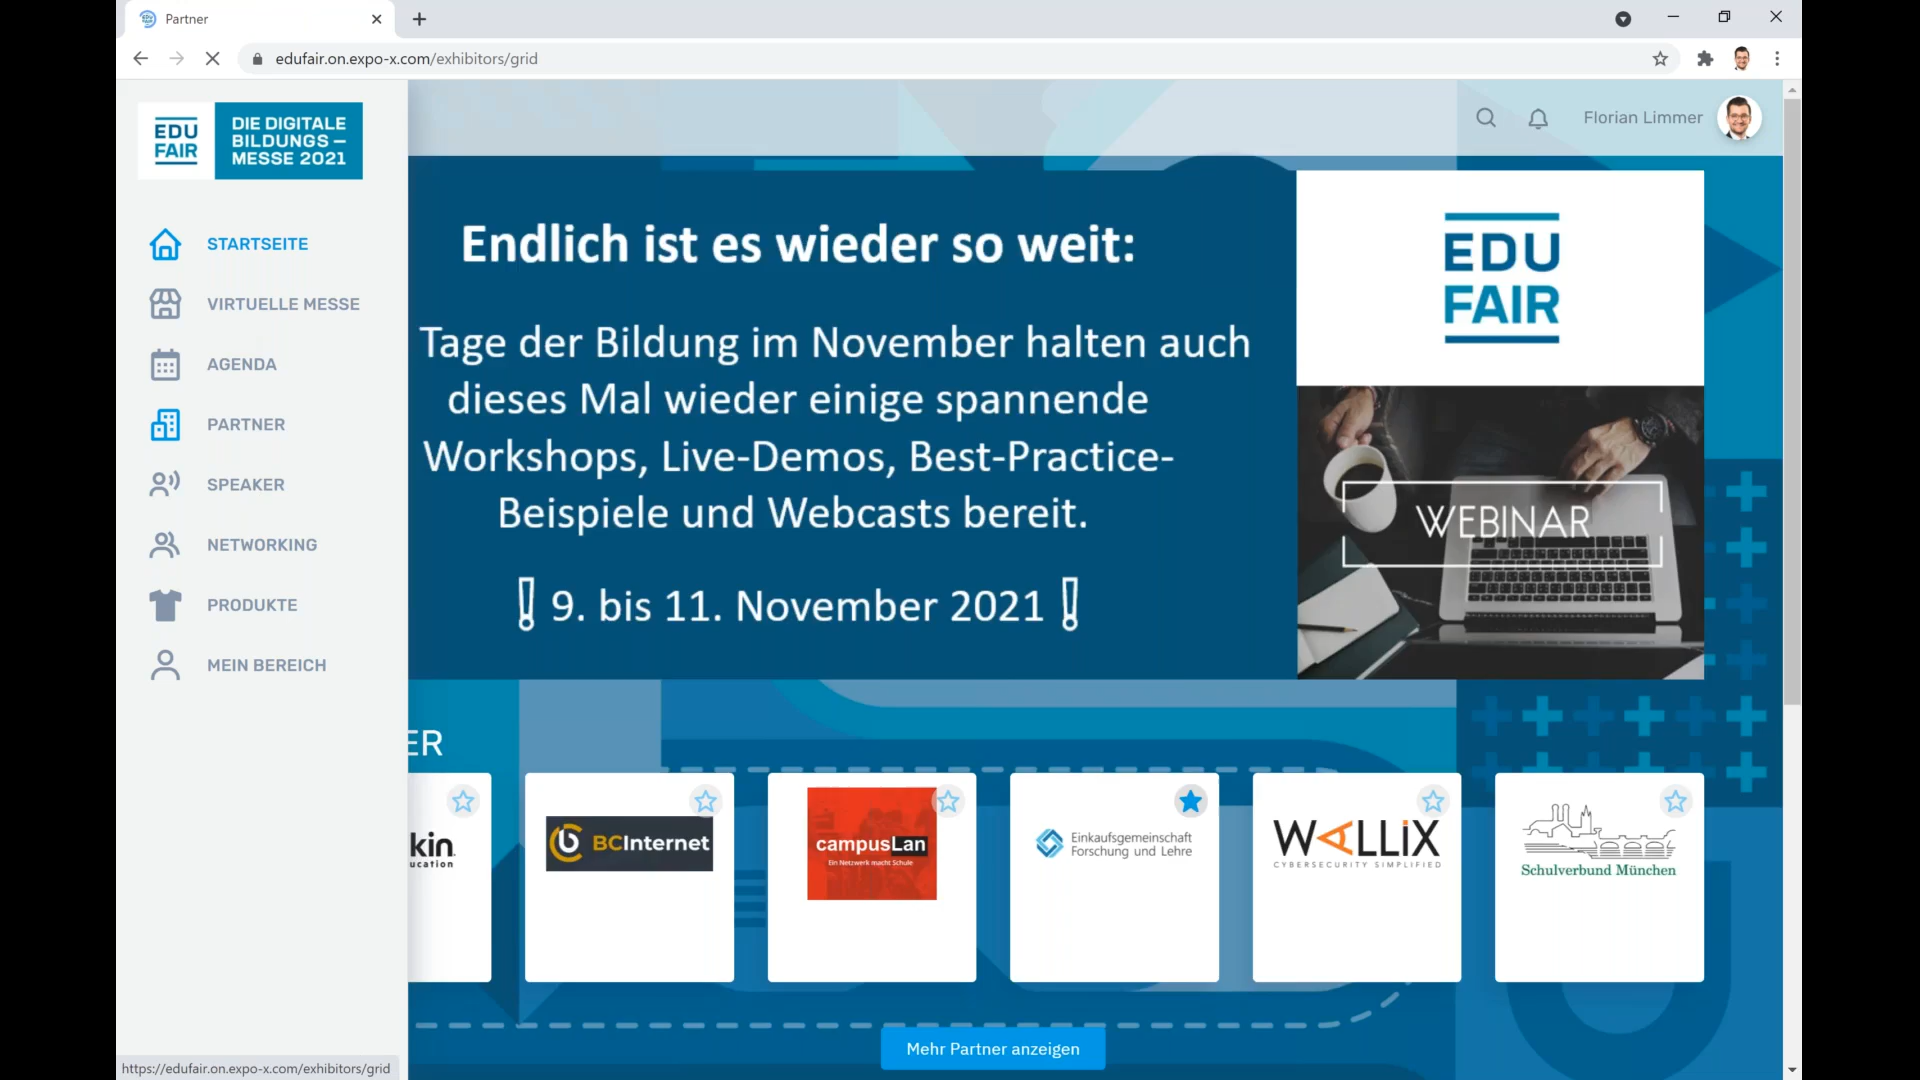 Partner
edufair.on.expo-x.com/exhibitors/grid
EDU
FAIR
DIE DIGITALE
BILDUNGS –
MESSE 2021
Florian Limmer
STARTSEITE
VIRTUELLE MESSE
AGENDA
PARTNER
SPEAKER
NETWORKING
PRODUKTE
MEIN BEREICH
Endlich ist es wieder so weit:
Tage der Bildung im November halten auch
dieses Mal wieder einige spannende
Workshops, Live-Demos, Best-Practice-
Beispiele und Webcasts bereit.
9. bis 11. November 2021
EDU
FAIR
WEBINAR
ER
kin
ucation
BCInternet
campusLan
Ein Netzwerk macht Schule
Einkaufsgemeinschaft
Forschung und Lehre
WALLIX
CYBERSECURITY SIMPLIFIED
Schulverbund München
Mehr Partner anzeigen
https://edufair.on.expo-x.com/exhibitors/grid